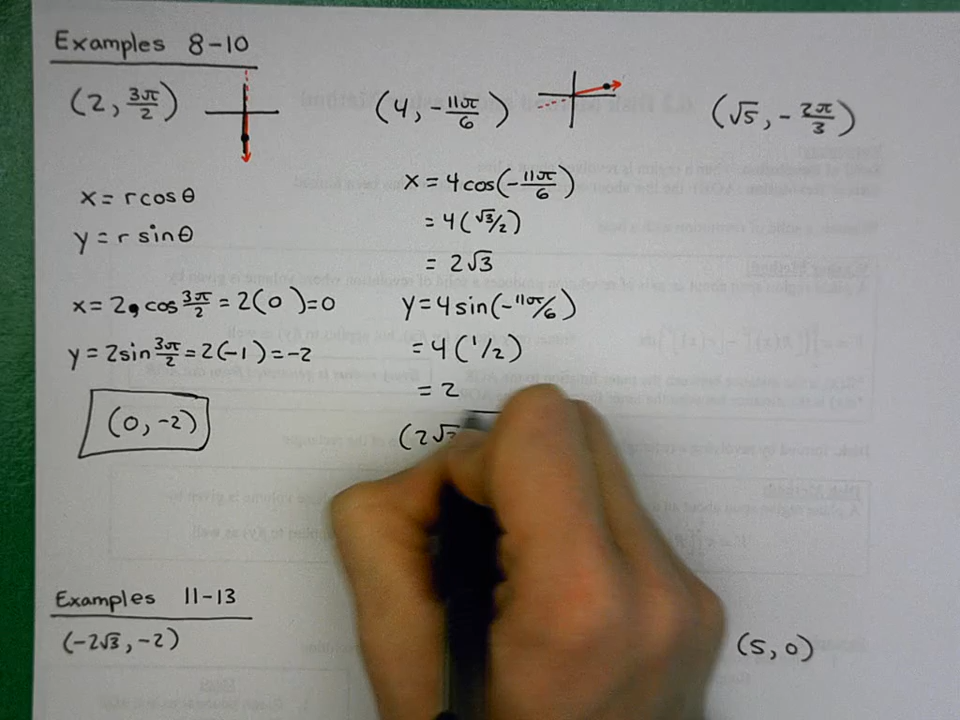 Examples 8-10
(2, 3π/2)
(4, -11π/6)
(√5, -2π/3)
x = r cos θ
y = r sin θ
x = 2 · cos 3π/2 = 2(0) = 0
y = 2 sin 3π/2 = 2(-1) = -2
(0, -2)
x = 4 cos(-11π/6)
= 4(√3/2)
= 2√3
y = 4 sin(-11π/6)
= 4(1/2)
= 2
(2√3
Examples 11-13
(-2√3, -2)
(5, 0)